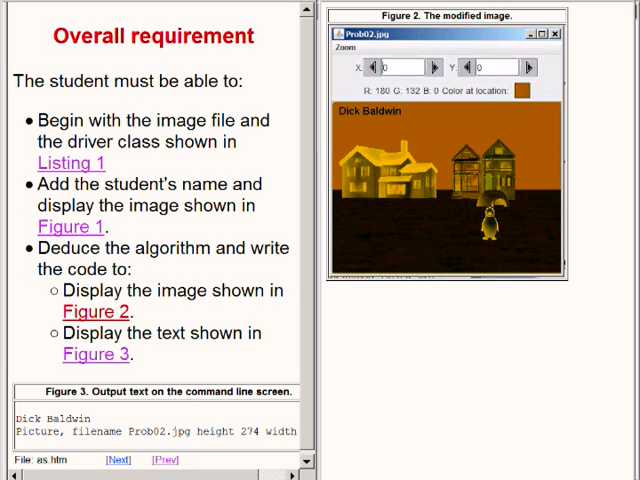 Overall requirement
The student must be able to:
Begin with the image file and
the driver class shown in
Listing 1
Add the student's name and
display the image shown in
Figure 1.
Deduce the algorithm and write
the code to:
Display the image shown in
Figure 2.
Display the text shown in
Figure 3.
Figure 3. Output text on the command line screen.
Dick Baldwin
Picture, filename Prob02.jpg height 274 width
File: as.htm [Next] [Prev]
Figure 2. The modified image.
Prob02.jpg
Zoom
X: 0 Y: 0
R: 180 G: 132 B: 0 Color at location:
Dick Baldwin